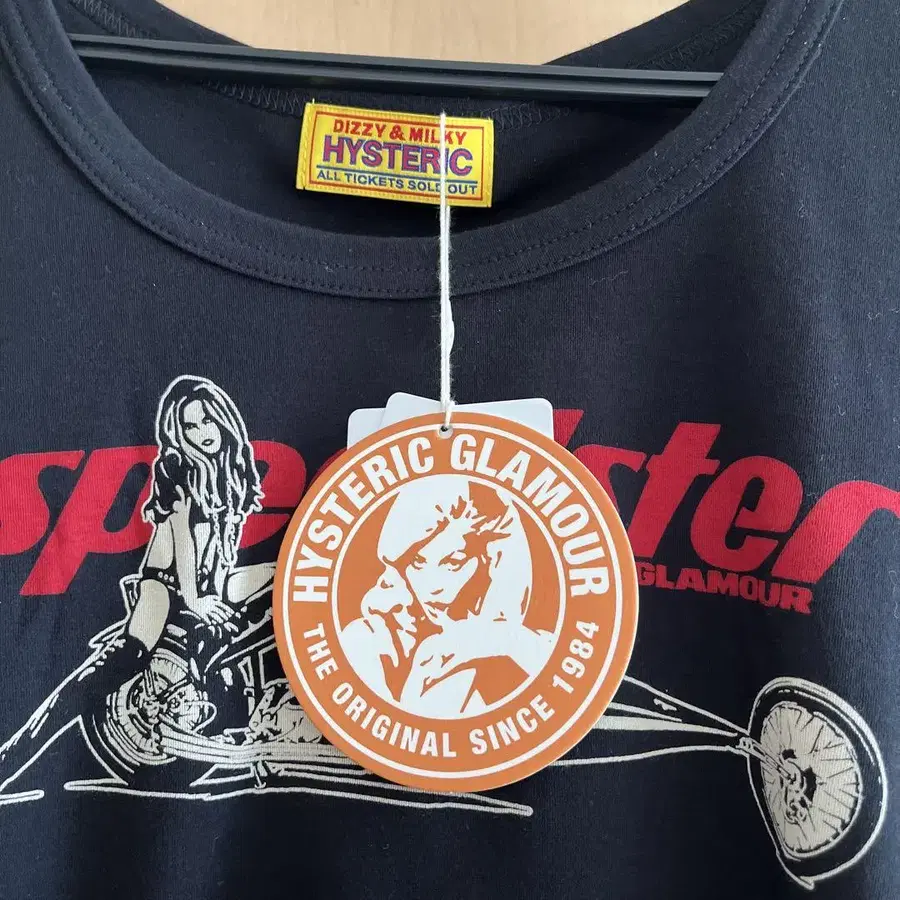 DIZZY & MILKY
HYSTERIC
ALL TICKETS SOLD OUT
HYSTERIC GLAMOUR
THE ORIGINAL SINCE 1984
GLAMOUR